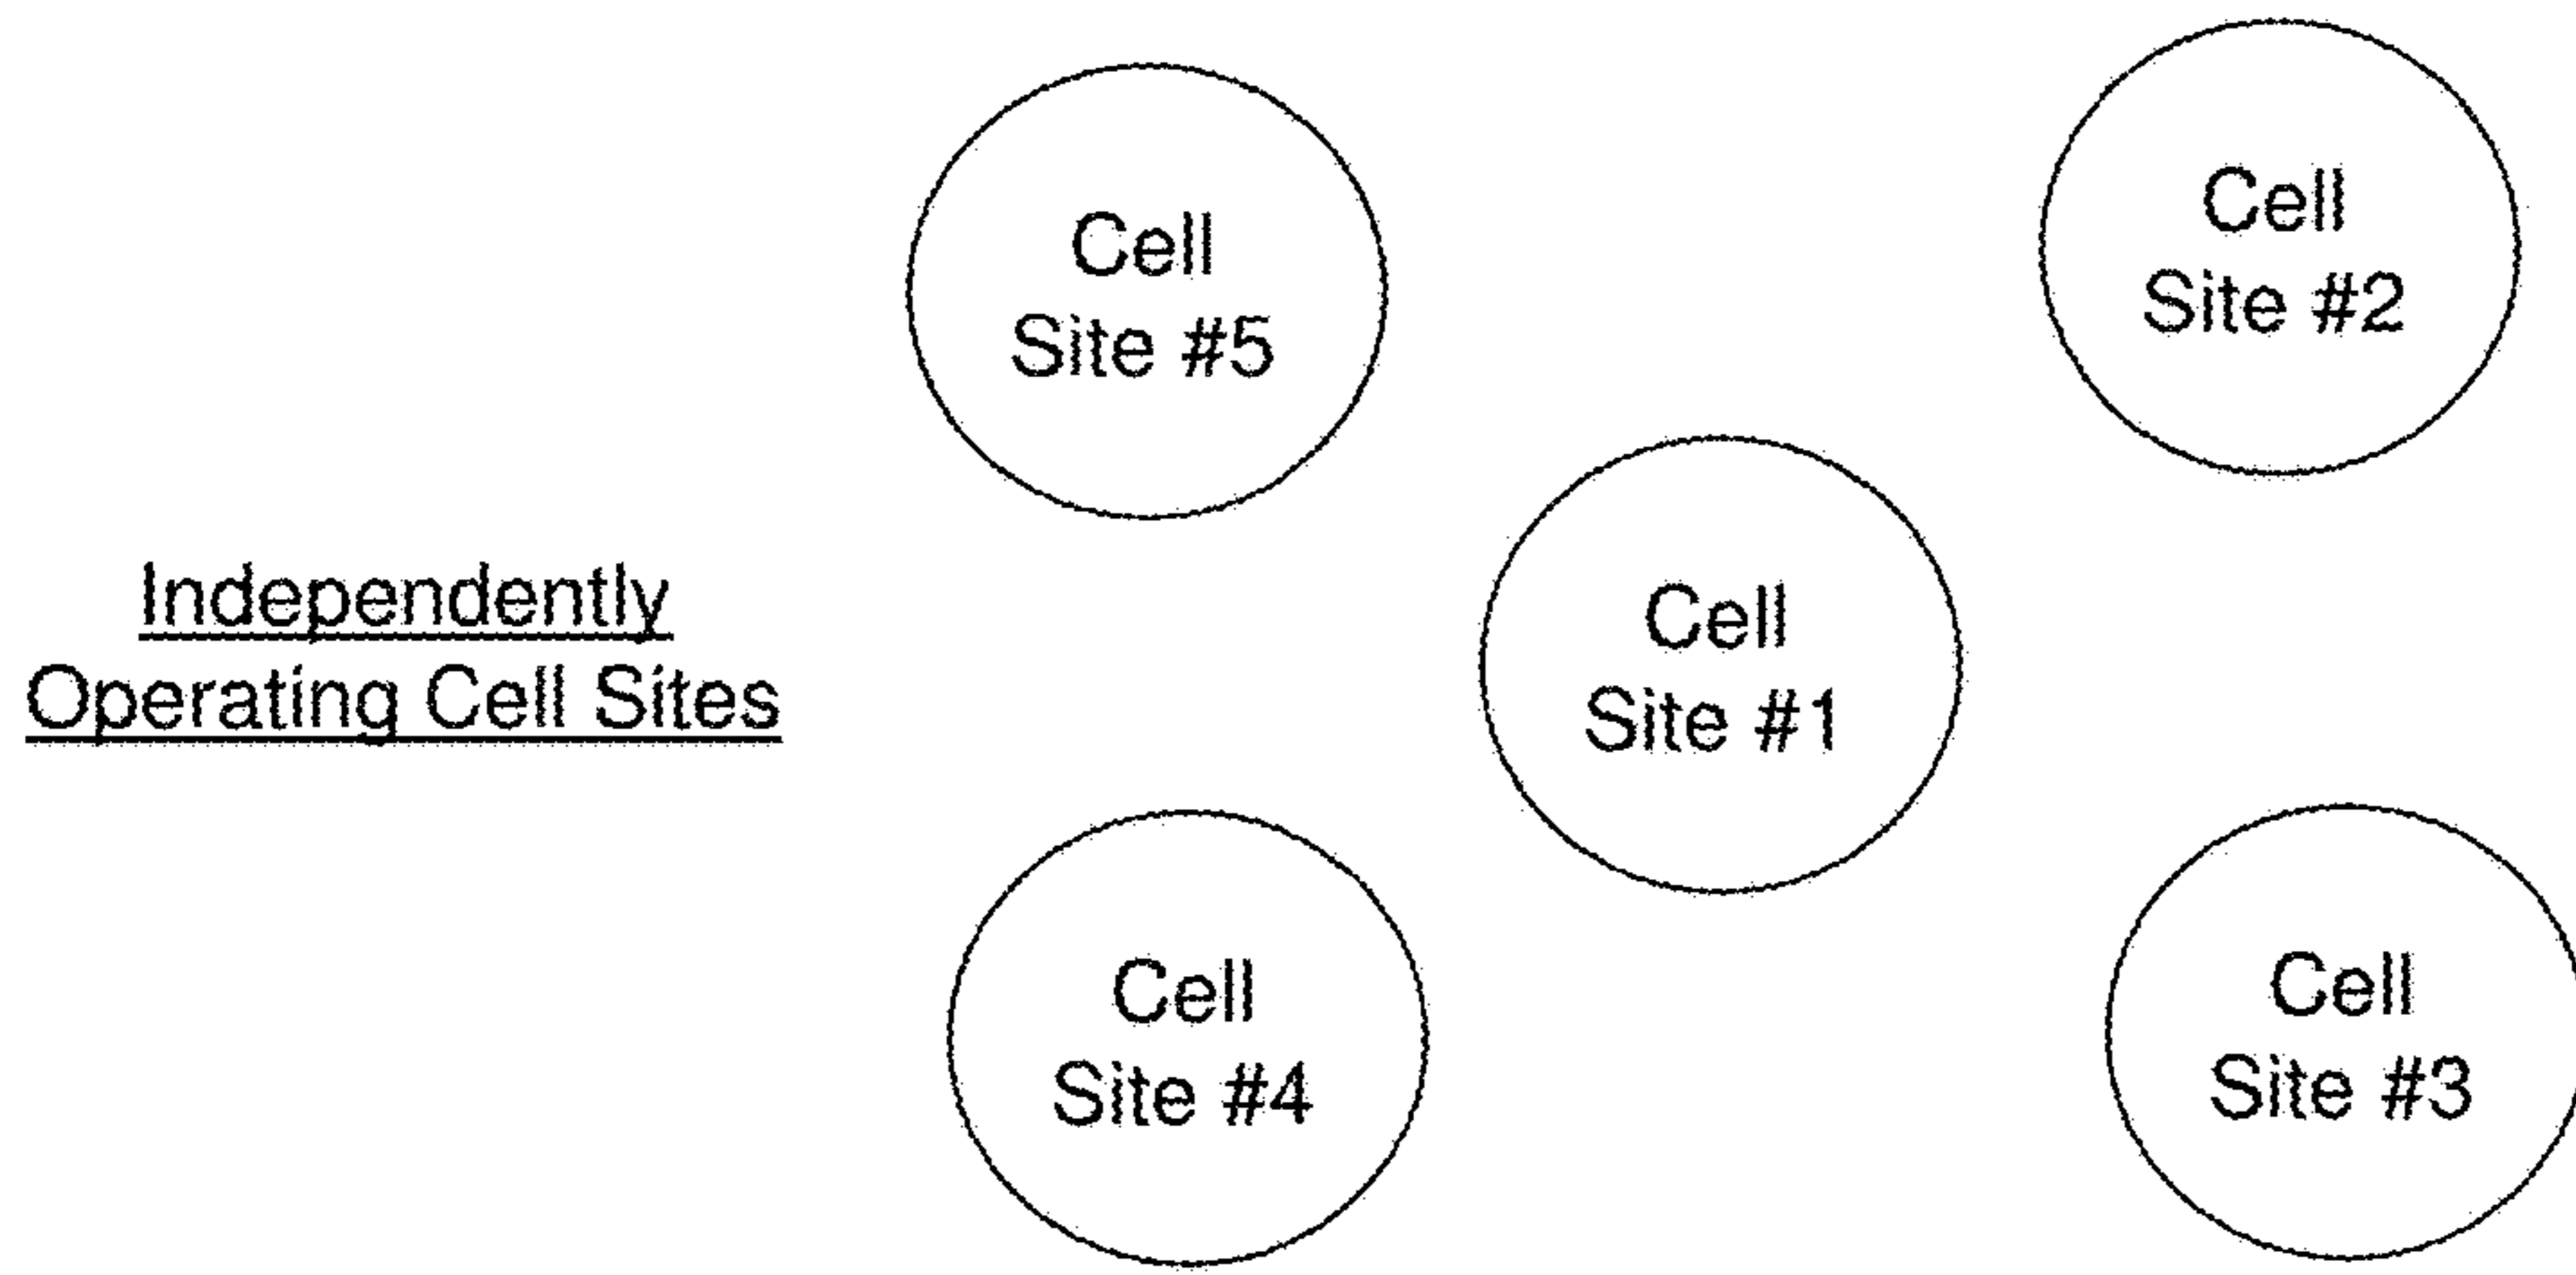 Independently
Operating Cell Sites
Cell
Site #5
Cell
Site #2
Cell
Site #1
Cell
Site #4
Cell
Site #3